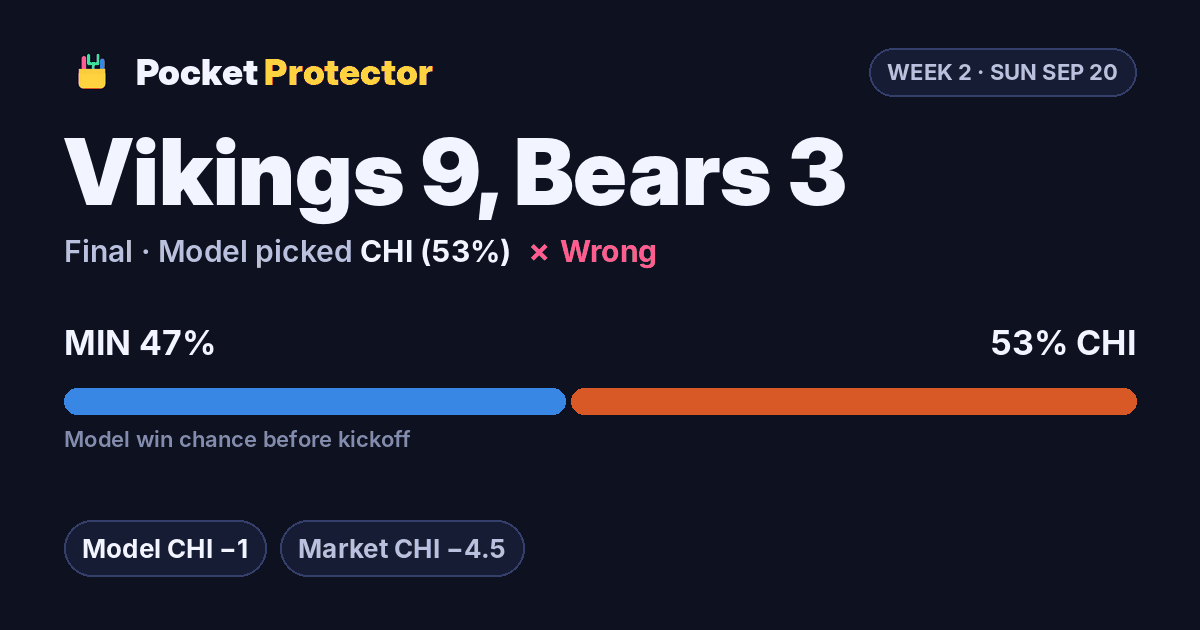 Pocket Protector
WEEK 2 · SUN SEP 20
Vikings 9, Bears 3
Final · Model picked CHI (53%) × Wrong
MIN 47%
53% CHI
Model win chance before kickoff
Model CHI −1
Market CHI −4.5